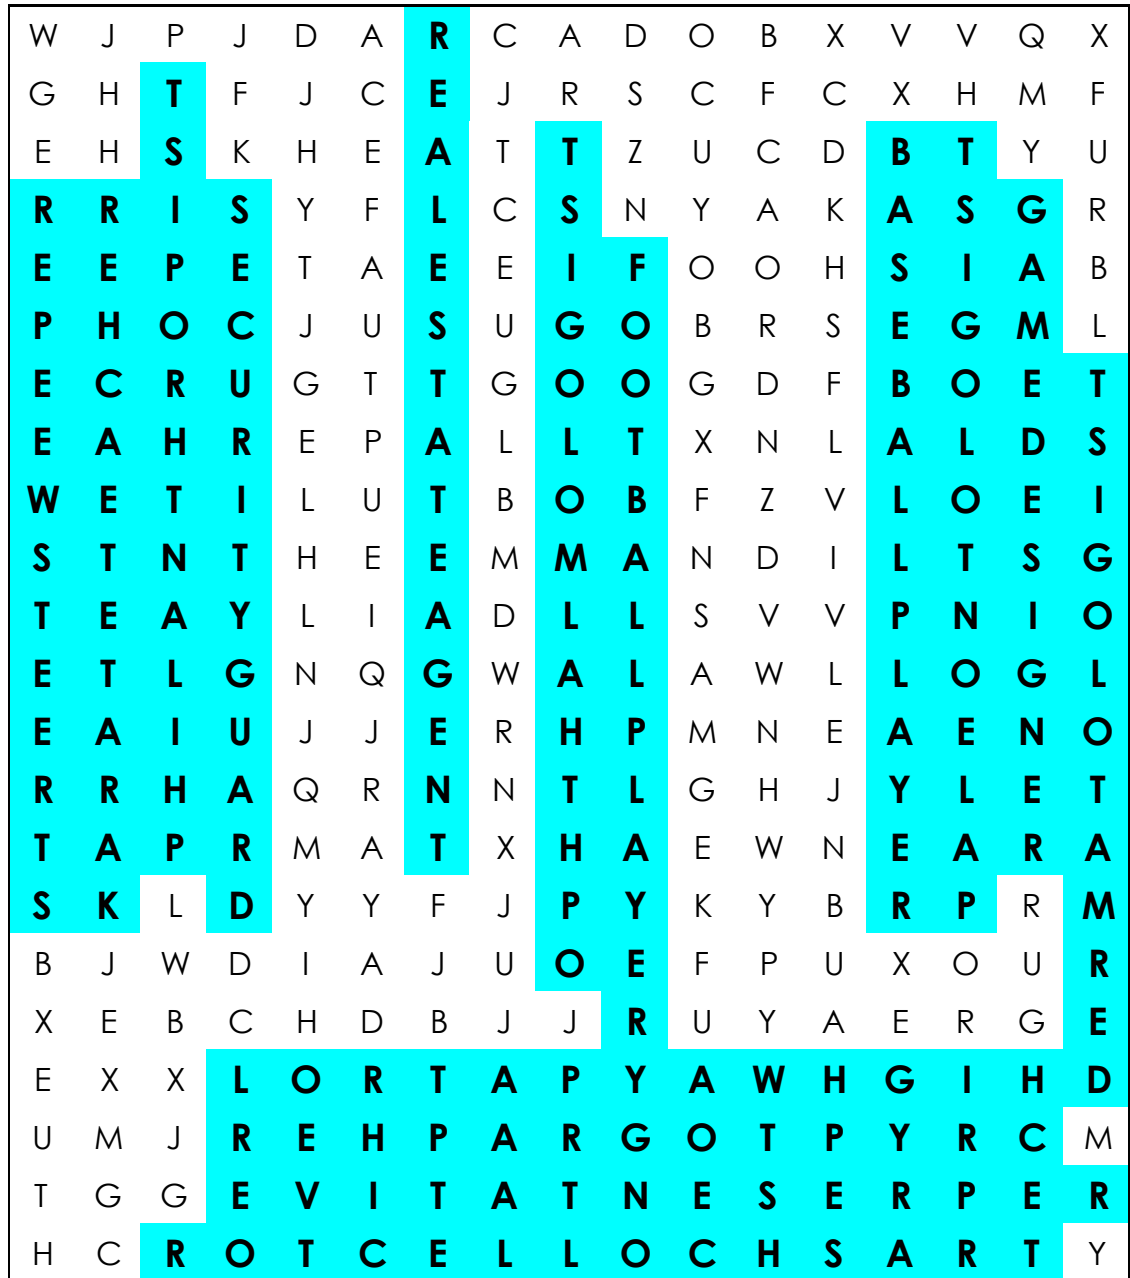 W J P J D A R C A D O B X V V Q X
G H T F J C E J R S C F C X H M F
E H S K H E A T T Z U C D B T Y U
R R I S Y F L C S N Y A K A S G R
E E P E T A E E I F O O H S I A B
P H O C J U S U G O B R S E G M L
E C R U G T T G O O G D F B O E T
E A H R E P A L L T X N L A L D S
W E T I L U T B O B F Z V L O E I
S T N T H E E M M A N D I L T S G
T E A Y L I A D L L S V V P N I O
E T L G N Q G W A L A W L L O G L
E A I U J J E R H P M N E A E N O
R R H A Q R N N T L G H J Y L E T
T A P R M A T X H A E W N E A R A
S K L D Y Y F J P Y K Y B R P R M
B J W D I A J U O E F P U X O U R
X E B C H D B J J R U Y A E R G E
E X X L O R T A P Y A W H G I H D
U M J R E H P A R G O T P Y R C M
T G G E V I T A T N E S E R P E R
H C R O T C E L L O C H S A R T Y